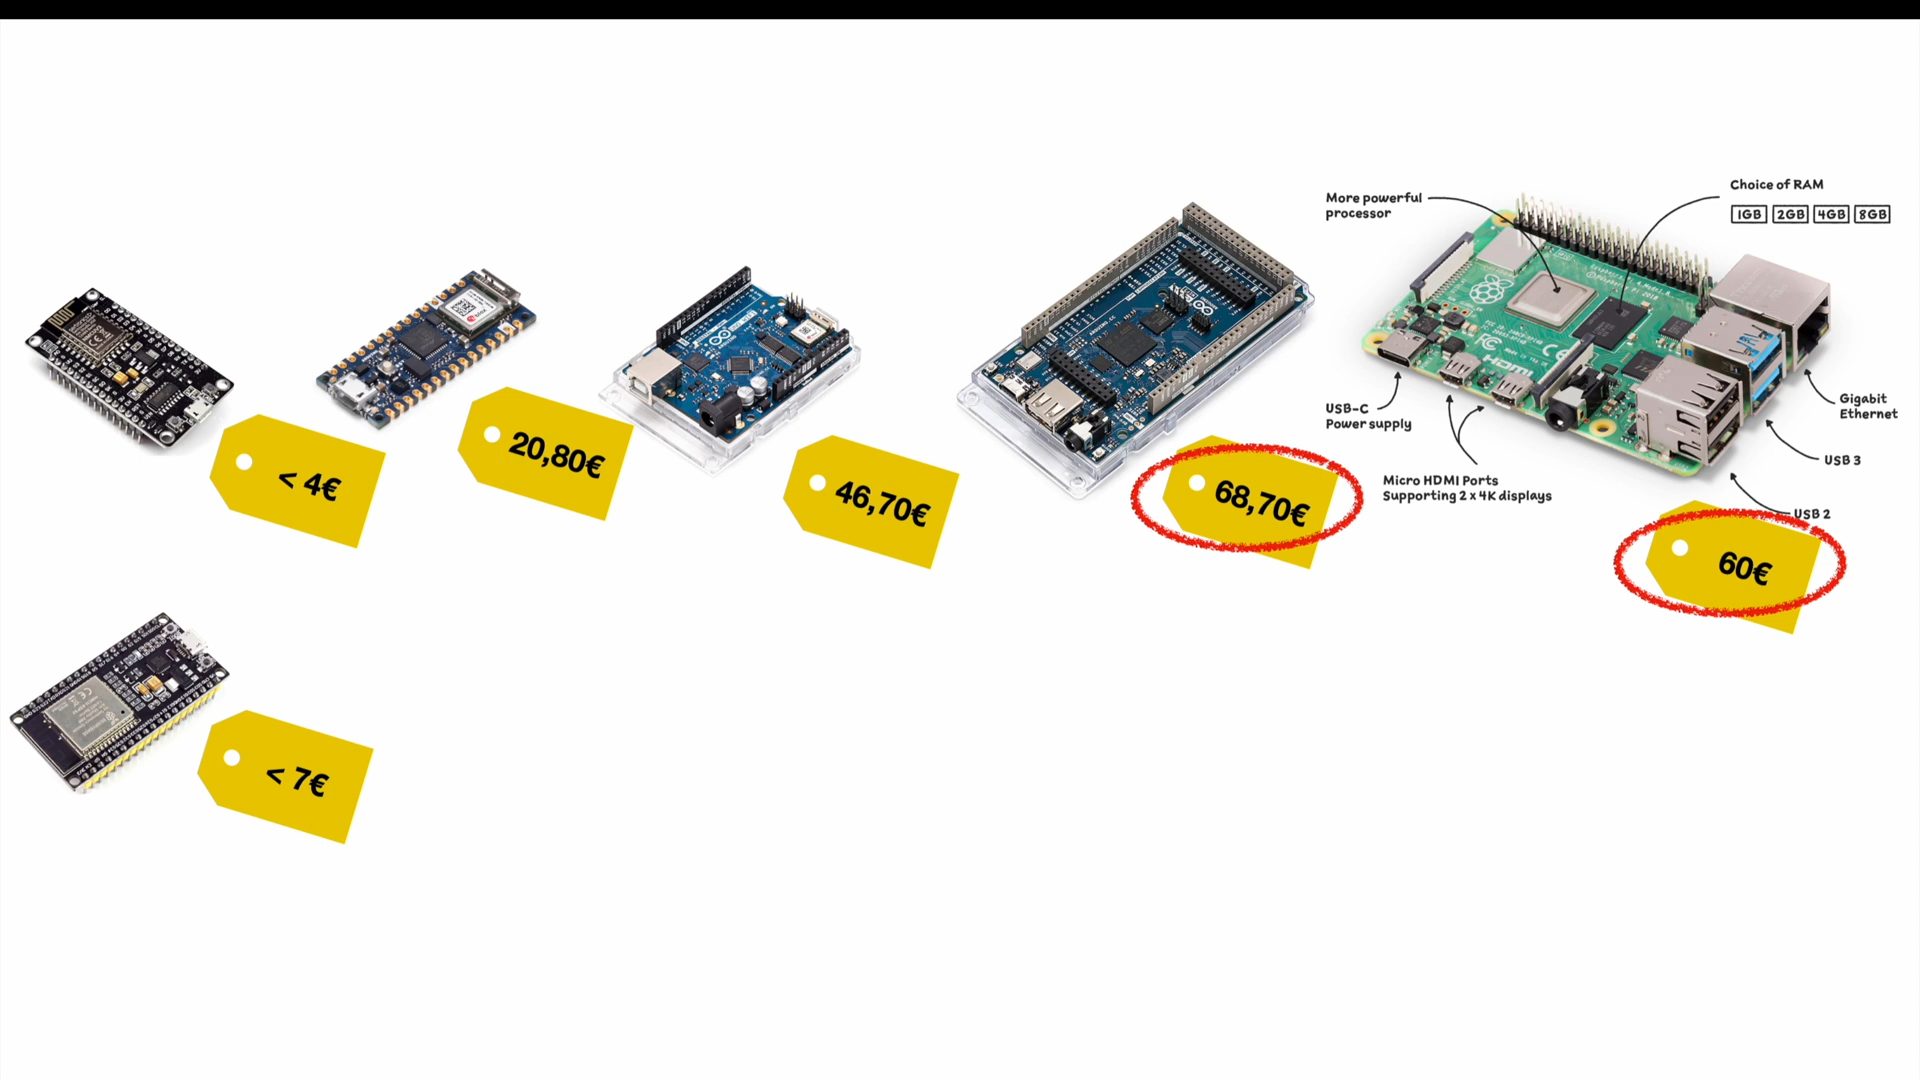 Choice of RAM
1GB 2GB 4GB 8GB
More powerful
processor
USB-C
Power supply
Micro HDMI Ports
Supporting 2 x 4K displays
Gigabit
Ethernet
USB 3
USB 2
HDMI
< 4€
20,80€
46,70€
68,70€
60€
< 7€